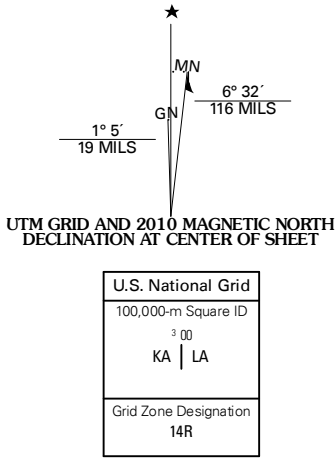 ★
MN
GN
6° 32´
116 MILS
1° 5´
19 MILS
UTM GRID AND 2010 MAGNETIC NORTH
DECLINATION AT CENTER OF SHEET
U.S. National Grid
100,000-m Square ID
3 00
KA | LA
Grid Zone Designation
14R